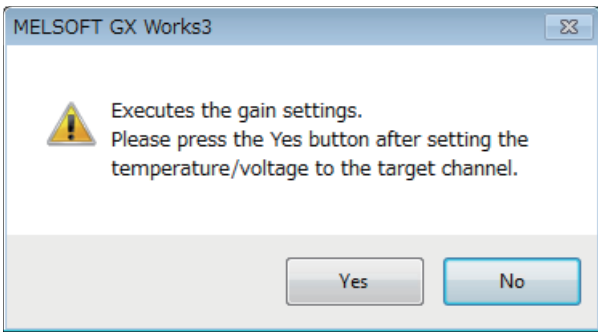 MELSOFT GX Works3
Executes the gain settings.
Please press the Yes button after setting the
temperature/voltage to the target channel.
Yes
No